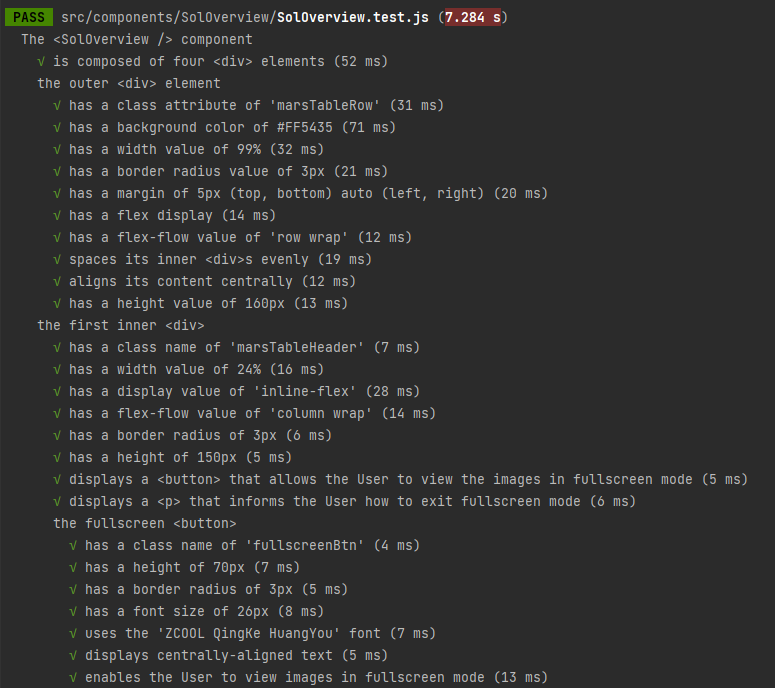 PASS src/components/SolOverview/SolOverview.test.js (7.284 s)
The <SolOverview /> component
√ is composed of four <div> elements (52 ms)
the outer <div> element
√ has a class attribute of 'marsTableRow' (31 ms)
√ has a background color of #FF5435 (71 ms)
√ has a width value of 99% (32 ms)
√ has a border radius value of 3px (21 ms)
√ has a margin of 5px (top, bottom) auto (left, right) (20 ms)
√ has a flex display (14 ms)
√ has a flex-flow value of 'row wrap' (12 ms)
√ spaces its inner <div>s evenly (19 ms)
√ aligns its content centrally (12 ms)
√ has a height value of 160px (13 ms)
the first inner <div>
√ has a class name of 'marsTableHeader' (7 ms)
√ has a width value of 24% (16 ms)
√ has a display value of 'inline-flex' (28 ms)
√ has a flex-flow value of 'column wrap' (14 ms)
√ has a border radius of 3px (6 ms)
√ has a height of 150px (5 ms)
√ displays a <button> that allows the User to view the images in fullscreen mode (5 ms)
√ displays a <p> that informs the User how to exit fullscreen mode (6 ms)
the fullscreen <button>
√ has a class name of 'fullscreenBtn' (4 ms)
√ has a height of 70px (7 ms)
√ has a border radius of 3px (5 ms)
√ has a font size of 26px (8 ms)
√ uses the 'ZCOOL QingKe HuangYou' font (7 ms)
√ displays centrally-aligned text (5 ms)
√ enables the User to view images in fullscreen mode (13 ms)